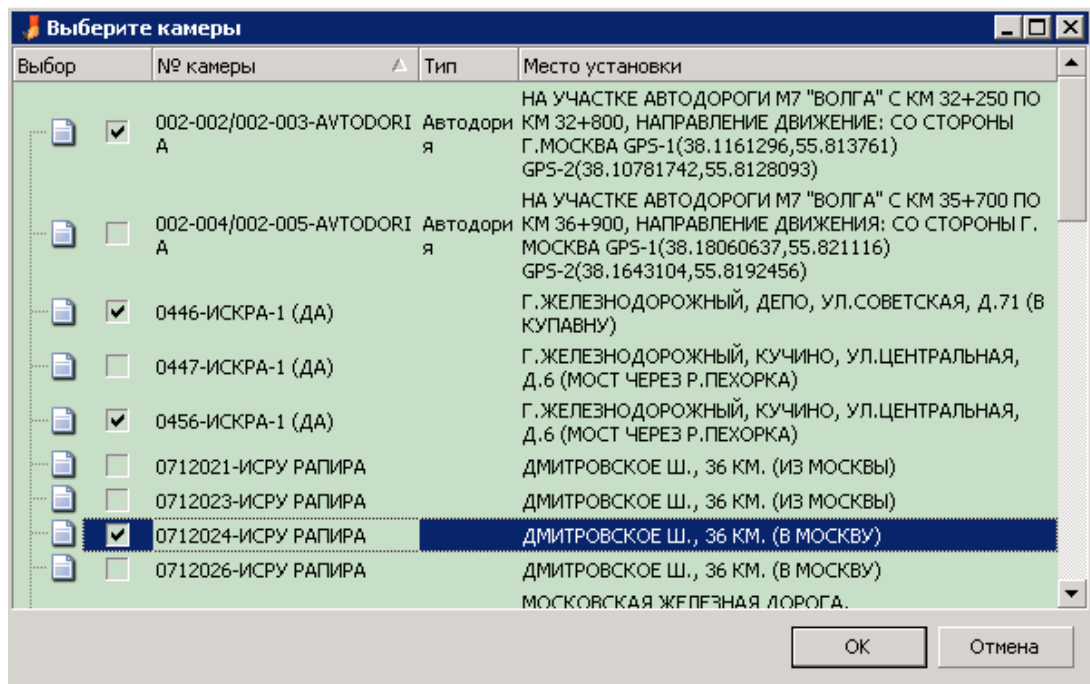 Выберите камеры
Выбор № камеры Тип Место установки
НА УЧАСТКЕ АВТОДОРОГИ М7 "ВОЛГА" С КМ 32+250 ПО
002-002/002-003-AVTODORI Автодори КМ 32+800, НАПРАВЛЕНИЕ ДВИЖЕНИЕ: СО СТОРОНЫ
А я Г.МОСКВА GPS-1(38.1161296,55.813761)
GPS-2(38.10781742,55.8128093)
НА УЧАСТКЕ АВТОДОРОГИ М7 "ВОЛГА" С КМ 35+700 ПО
002-004/002-005-AVTODORI Автодори КМ 36+900, НАПРАВЛЕНИЕ ДВИЖЕНИЯ: СО СТОРОНЫ Г.
А я МОСКВА GPS-1(38.18060637,55.821116)
GPS-2(38.1643104,55.8192456)
0446-ИСКРА-1 (ДА) Г.ЖЕЛЕЗНОДОРОЖНЫЙ, ДЕПО, УЛ.СОВЕТСКАЯ, Д.71 (В
КУПАВНУ)
0447-ИСКРА-1 (ДА) Г.ЖЕЛЕЗНОДОРОЖНЫЙ, КУЧИНО, УЛ.ЦЕНТРАЛЬНАЯ,
Д.6 (МОСТ ЧЕРЕЗ Р.ПЕХОРКА)
0456-ИСКРА-1 (ДА) Г.ЖЕЛЕЗНОДОРОЖНЫЙ, КУЧИНО, УЛ.ЦЕНТРАЛЬНАЯ,
Д.6 (МОСТ ЧЕРЕЗ Р.ПЕХОРКА)
0712021-ИСРУ РАПИРА ДМИТРОВСКОЕ Ш., 36 КМ. (ИЗ МОСКВЫ)
0712023-ИСРУ РАПИРА ДМИТРОВСКОЕ Ш., 36 КМ. (ИЗ МОСКВЫ)
0712024-ИСРУ РАПИРА ДМИТРОВСКОЕ Ш., 36 КМ. (В МОСКВУ)
0712026-ИСРУ РАПИРА ДМИТРОВСКОЕ Ш., 36 КМ. (В МОСКВУ)
МОСКОВСКАЯ ЖЕЛЕЗНАЯ ДОРОГА.
OK Отмена